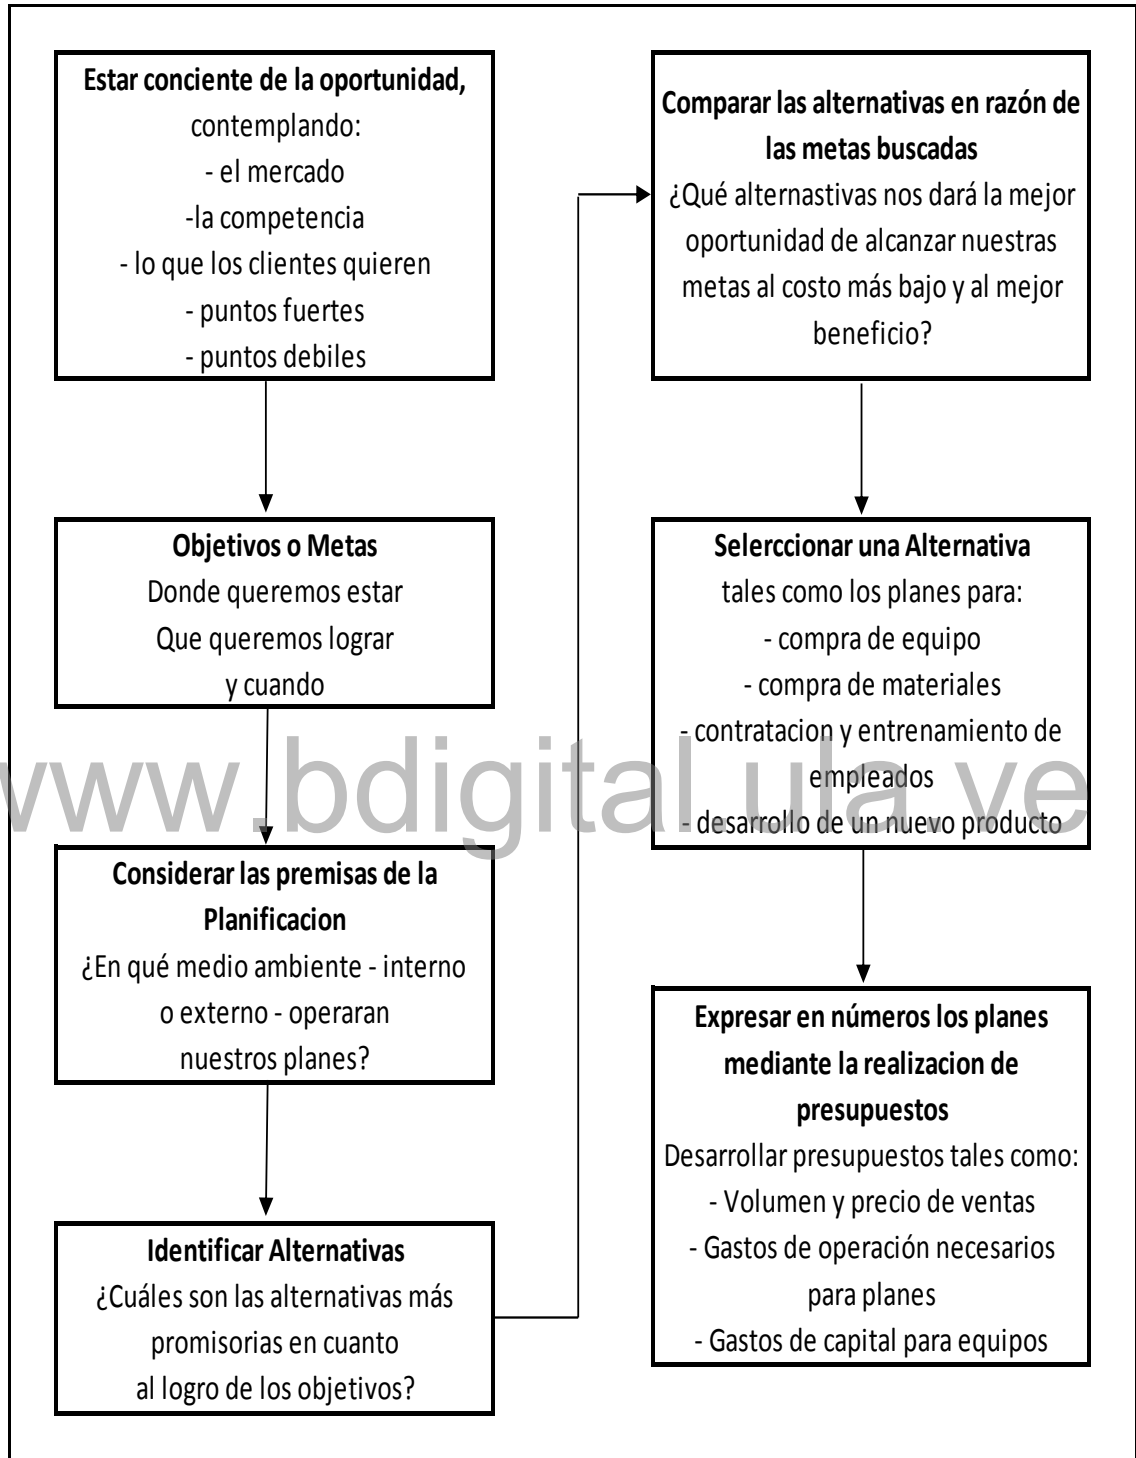 Estar conciente de la oportunidad,
contemplando:
- el mercado
-la competencia
- lo que los clientes quieren
- puntos fuertes
- puntos debiles
Objetivos o Metas
Donde queremos estar
Que queremos lograr
y cuando
Considerar las premisas de la
Planificacion
¿En qué medio ambiente - interno
o externo - operaran
nuestros planes?
Identificar Alternativas
¿Cuáles son las alternativas más
promisorias en cuanto
al logro de los objetivos?
Comparar las alternativas en razón de
las metas buscadas
¿Qué alternastivas nos dará la mejor
oportunidad de alcanzar nuestras
metas al costo más bajo y al mejor
beneficio?
Selerccionar una Alternativa
tales como los planes para:
- compra de equipo
- compra de materiales
- contratacion y entrenamiento de
empleados
- desarrollo de un nuevo producto
Expresar en números los planes
mediante la realizacion de
presupuestos
Desarrollar presupuestos tales como:
- Volumen y precio de ventas
- Gastos de operación necesarios
para planes
- Gastos de capital para equipos
www.bdigital.ula.ve